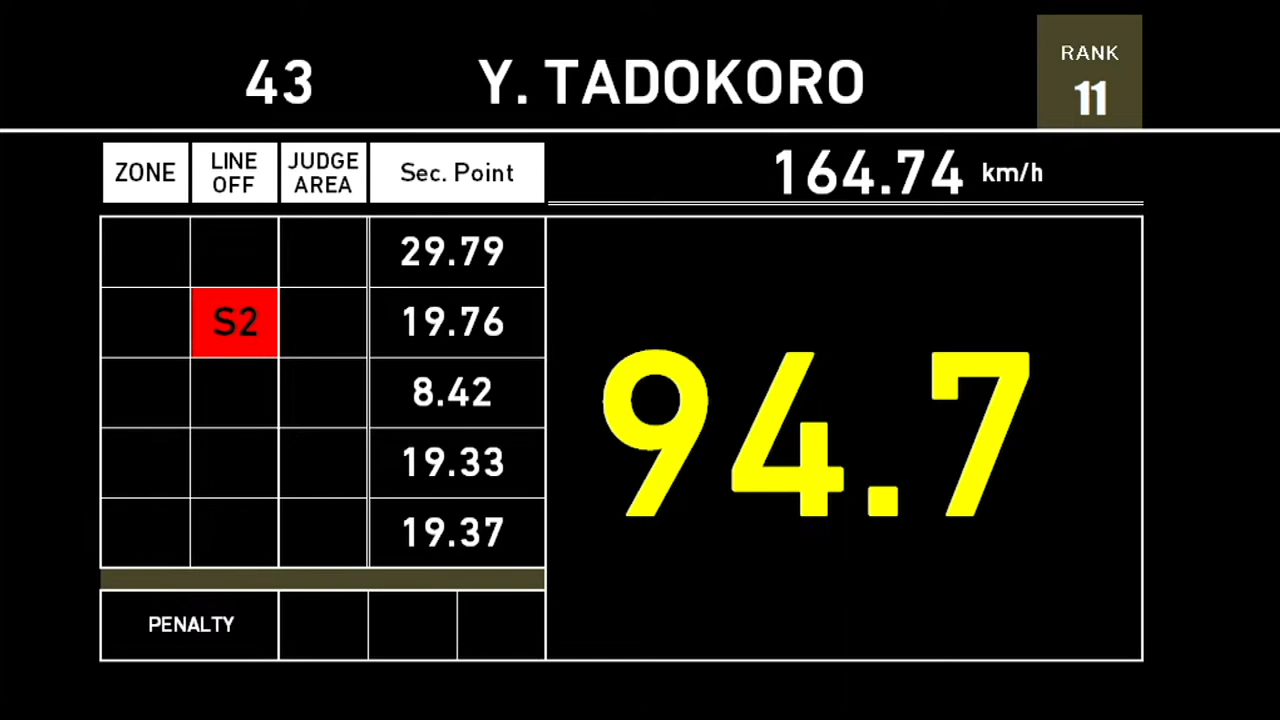 43 Y. TADOKORO RANK 11
ZONE LINE OFF JUDGE AREA Sec. Point 164.74 km/h
29.79
S2 19.76
8.42
19.33
19.37
94.7
PENALTY